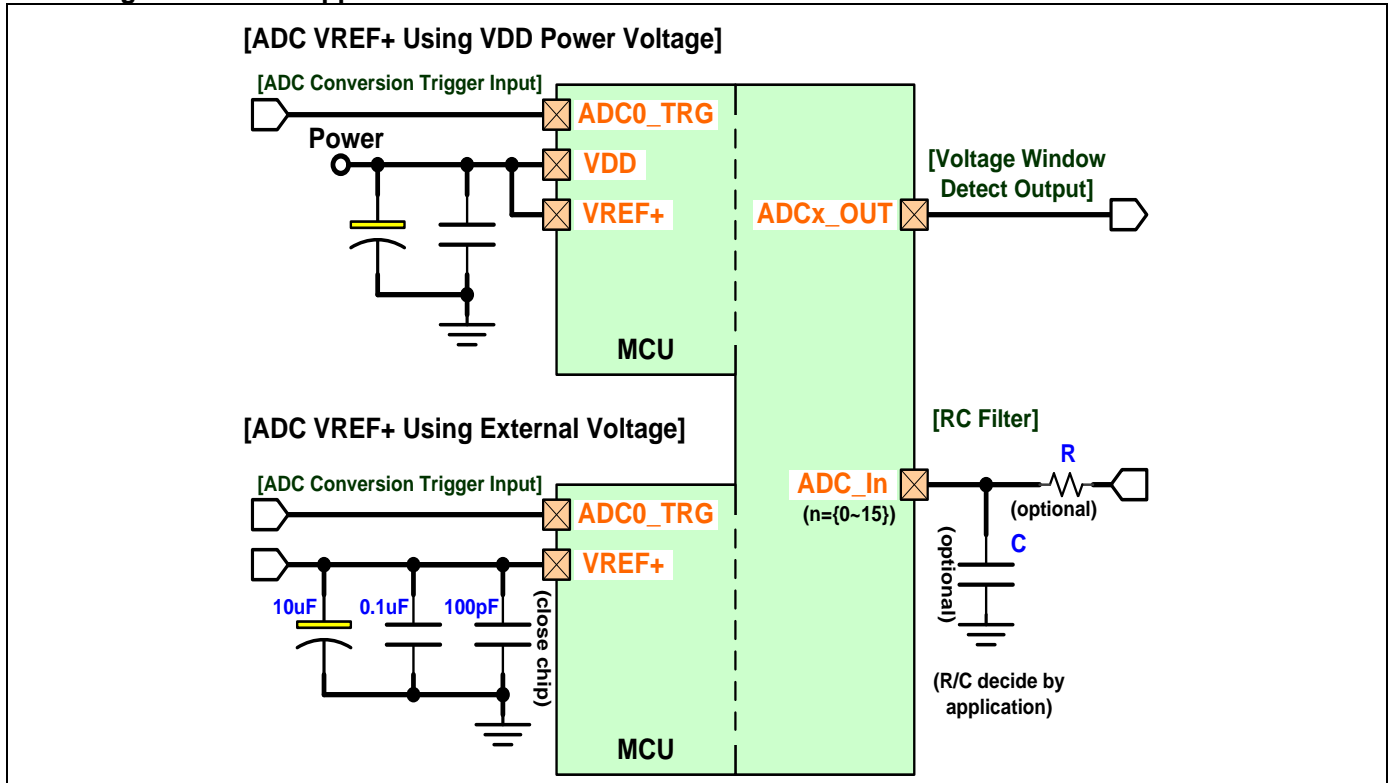 [ADC VREF+ Using VDD Power Voltage]
[ADC Conversion Trigger Input]
ADC0_TRG
Power
VDD
VREF+
MCU
[Voltage Window
Detect Output]
ADCx_OUT
[ADC VREF+ Using External Voltage]
[ADC Conversion Trigger Input]
ADC0_TRG
VREF+
10uF
0.1uF
100pF
(close chip)
MCU
[RC Filter]
R
ADC_In
(n={0~15})
(optional)
C
(optional)
(R/C decide by
application)